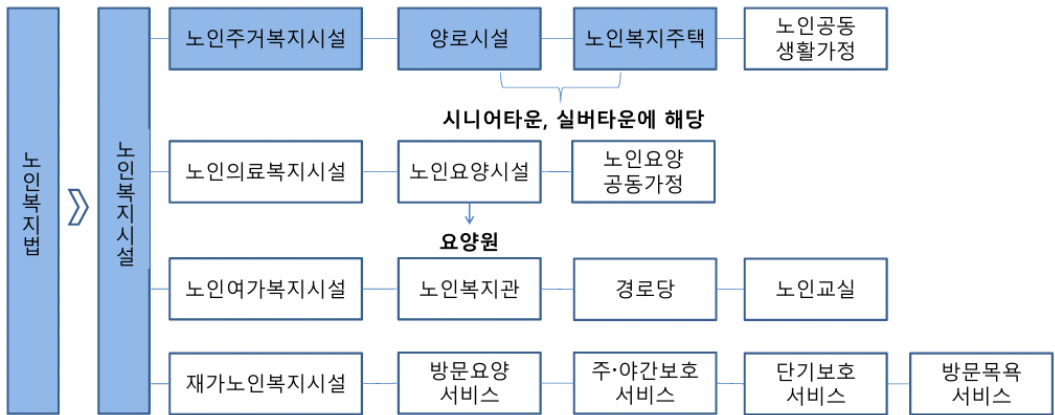 노인복지법
노인복지시설
노인주거복지시설
양로시설
노인복지주택
노인공동
생활가정
시니어타운, 실버타운에 해당
노인의료복지시설
노인요양시설
노인요양
공동가정
요양원
노인여가복지시설
노인복지관
경로당
노인교실
재가노인복지시설
방문요양
서비스
주·야간보호
서비스
단기보호
서비스
방문목욕
서비스